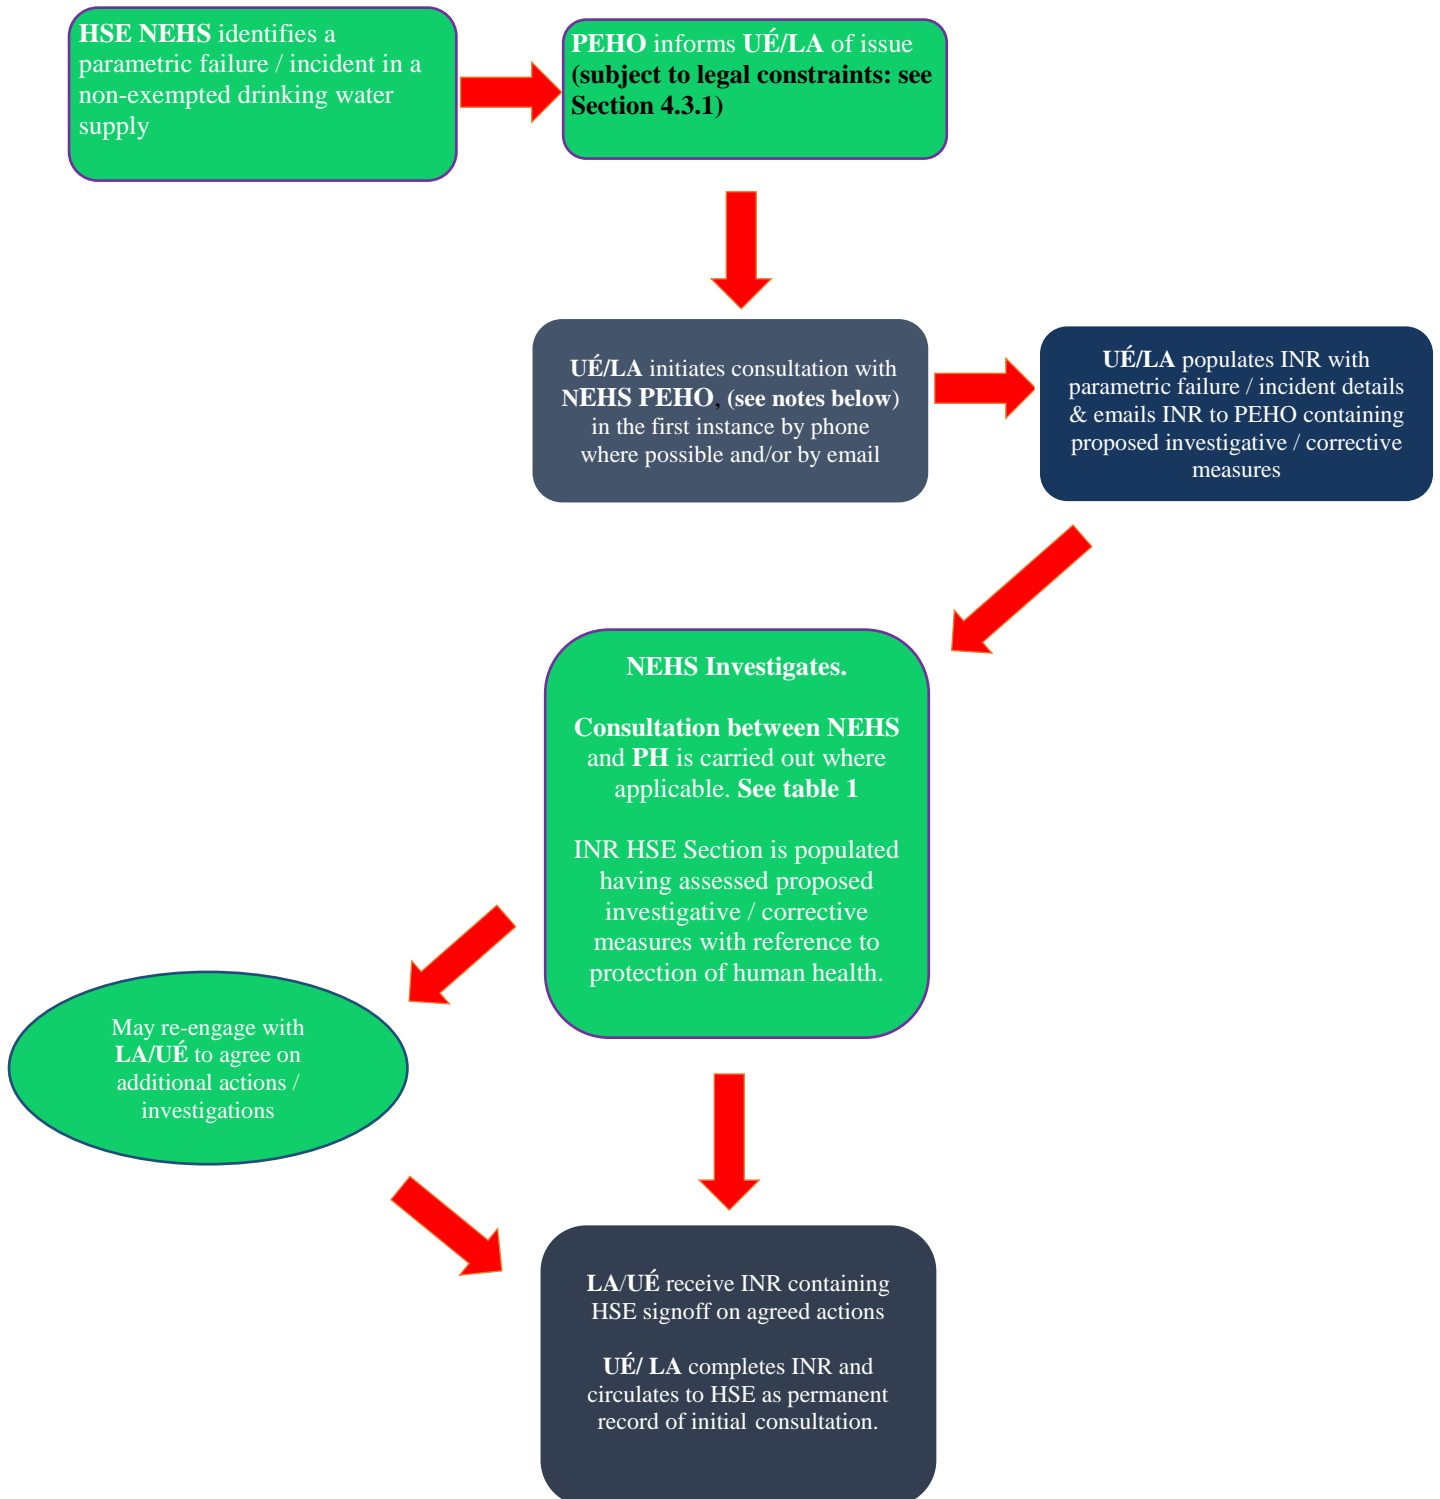 HSE NEHS identifies a
parametric failure / incident in a
non-exempted drinking water
supply
PEHO informs UÉ/LA of issue
(subject to legal constraints: see
Section 4.3.1)
UÉ/LA initiates consultation with
NEHS PEHO, (see notes below)
in the first instance by phone
where possible and/or by email
UÉ/LA populates INR with
parametric failure / incident details
& emails INR to PEHO containing
proposed investigative / corrective
measures
NEHS Investigates.
Consultation between NEHS
and PH is carried out where
applicable. See table 1
INR HSE Section is populated
having assessed proposed
investigative / corrective
measures with reference to
protection of human health.
May re-engage with
LA/UÉ to agree on
additional actions /
investigations
LA/UÉ receive INR containing
HSE signoff on agreed actions
UÉ/ LA completes INR and
circulates to HSE as permanent
record of initial consultation.